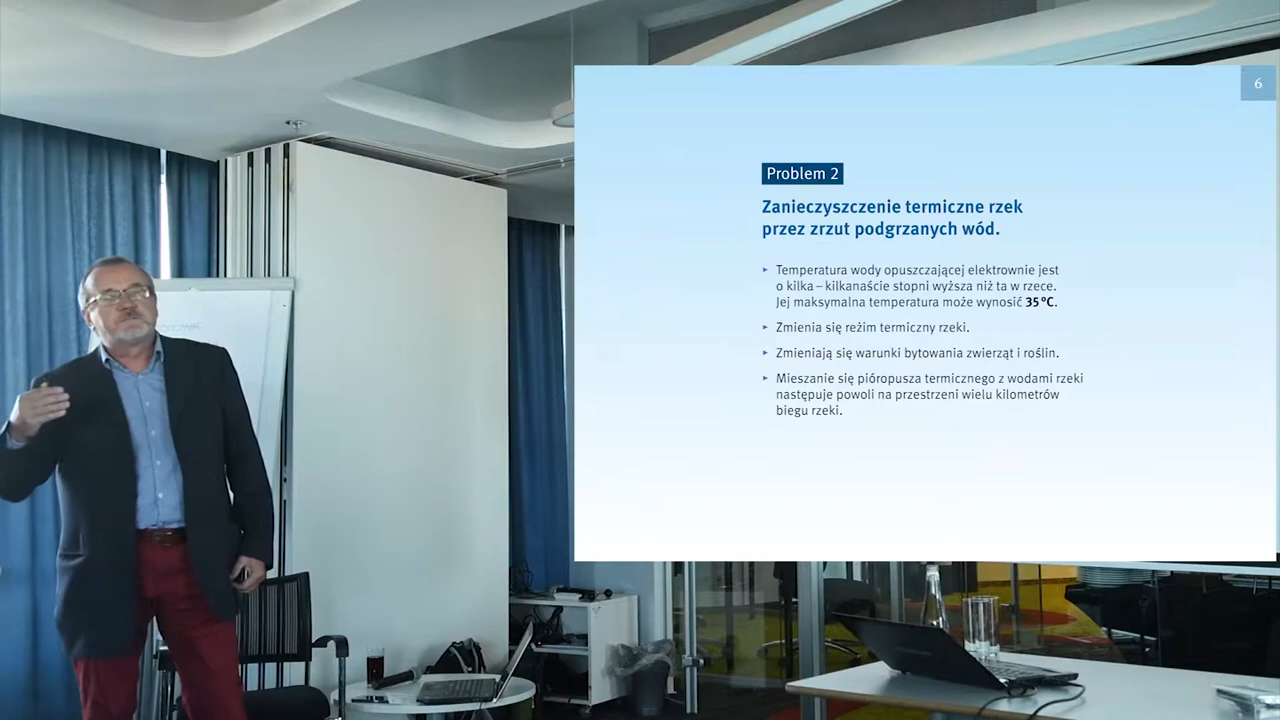 6
Problem 2
Zanieczyszczenie termiczne rzek
przez zrzut podgrzanych wód.
▸ Temperatura wody opuszczającej elektrownie jest
o kilka – kilkanaście stopni wyższa niż ta w rzece.
Jej maksymalna temperatura może wynosić 35 °C.
▸ Zmienia się reżim termiczny rzeki.
▸ Zmieniają się warunki bytowania zwierząt i roślin.
▸ Mieszanie się pióropusza termicznego z wodami rzeki
następuje powoli na przestrzeni wielu kilometrów
biegu rzeki.